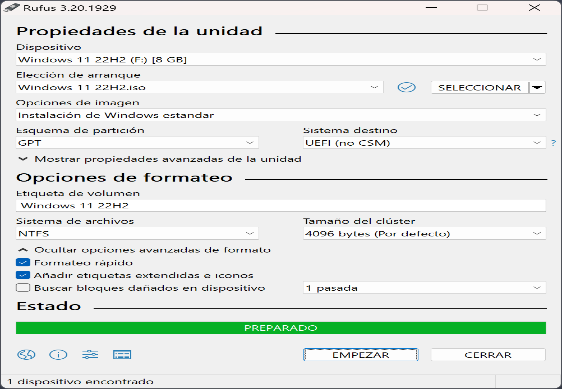 Rufus 3.20.1929
Propiedades de la unidad
Dispositivo
Windows 11 22H2 (F:) [8 GB]
Elección de arranque
Windows 11 22H2.iso
SELECCIONAR
Opciones de imagen
Instalación de Windows estandar
Esquema de partición
Sistema destino
GPT
UEFI (no CSM)
?
Mostrar propiedades avanzadas de la unidad
Opciones de formateo
Etiqueta de volumen
Windows 11 22H2
Sistema de archivos
Tamaño del clúster
NTFS
4096 bytes (Por defecto)
Ocultar opciones avanzadas de formato
Formateo rápido
Añadir etiquetas extendidas e iconos
Buscar bloques dañados en dispositivo
1 pasada
Estado
PREPARADO
EMPEZAR
CERRAR
1 dispositivo encontrado